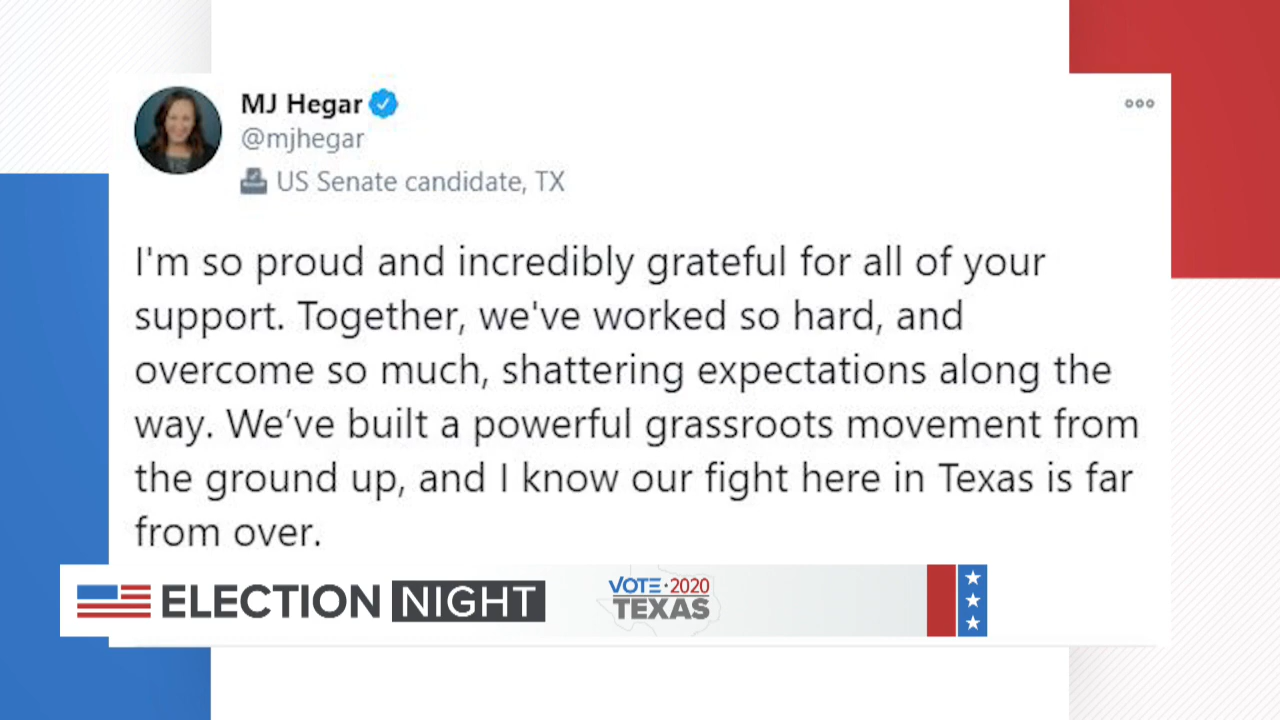 MJ Hegar
@mjhegar
US Senate candidate, TX
I'm so proud and incredibly grateful for all of your
support. Together, we've worked so hard, and
overcome so much, shattering expectations along the
way. We’ve built a powerful grassroots movement from
the ground up, and I know our fight here in Texas is far
from over.
ELECTION NIGHT
VOTE • 2020
TEXAS